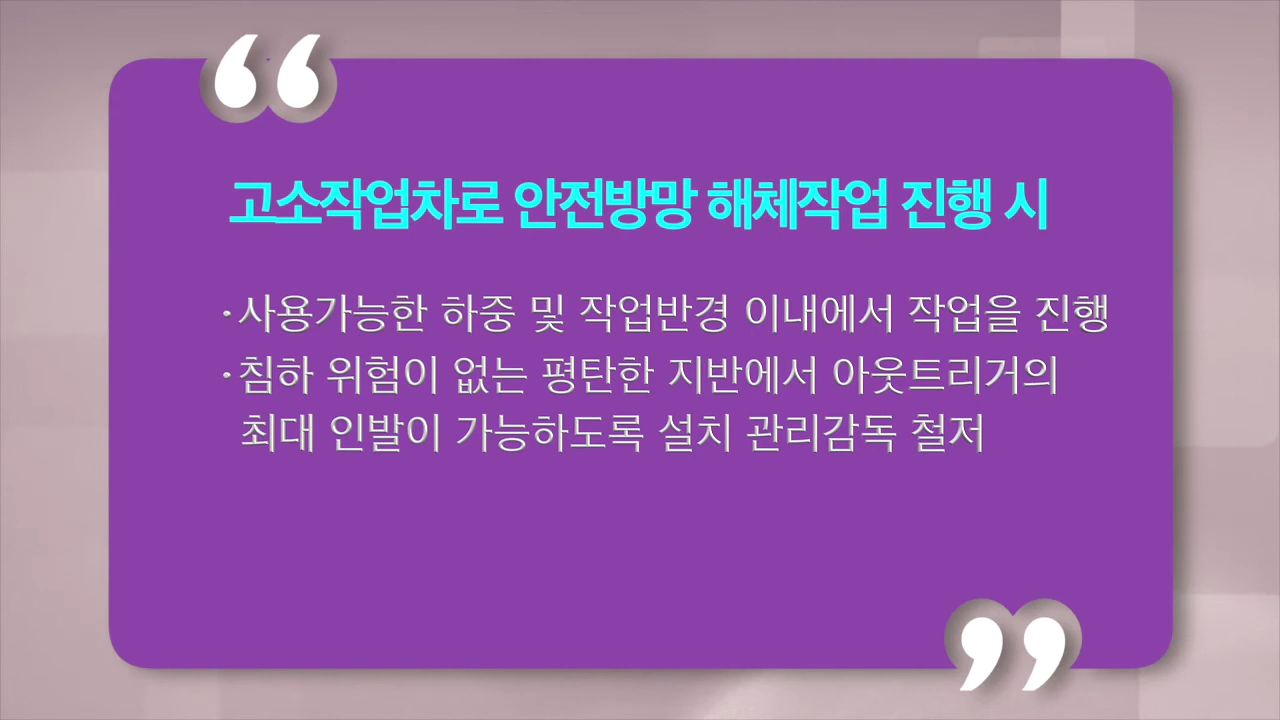 고소작업차로 안전방망 해체작업 진행 시
·사용가능한 하중 및 작업반경 이내에서 작업을 진행
·침하 위험이 없는 평탄한 지반에서 아웃트리거의
최대 인발이 가능하도록 설치 관리감독 철저